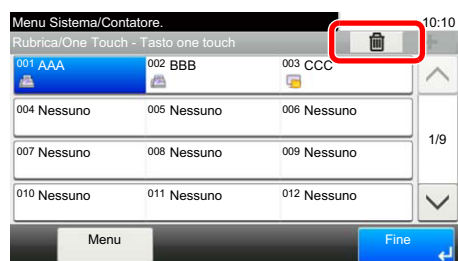 Menu Sistema/Contatore. 10:10
Rubrica/One Touch - Tasto one touch
001 AAA 002 BBB 003 CCC
004 Nessuno 005 Nessuno 006 Nessuno
1/9
007 Nessuno 008 Nessuno 009 Nessuno
010 Nessuno 011 Nessuno 012 Nessuno
Menu Fine